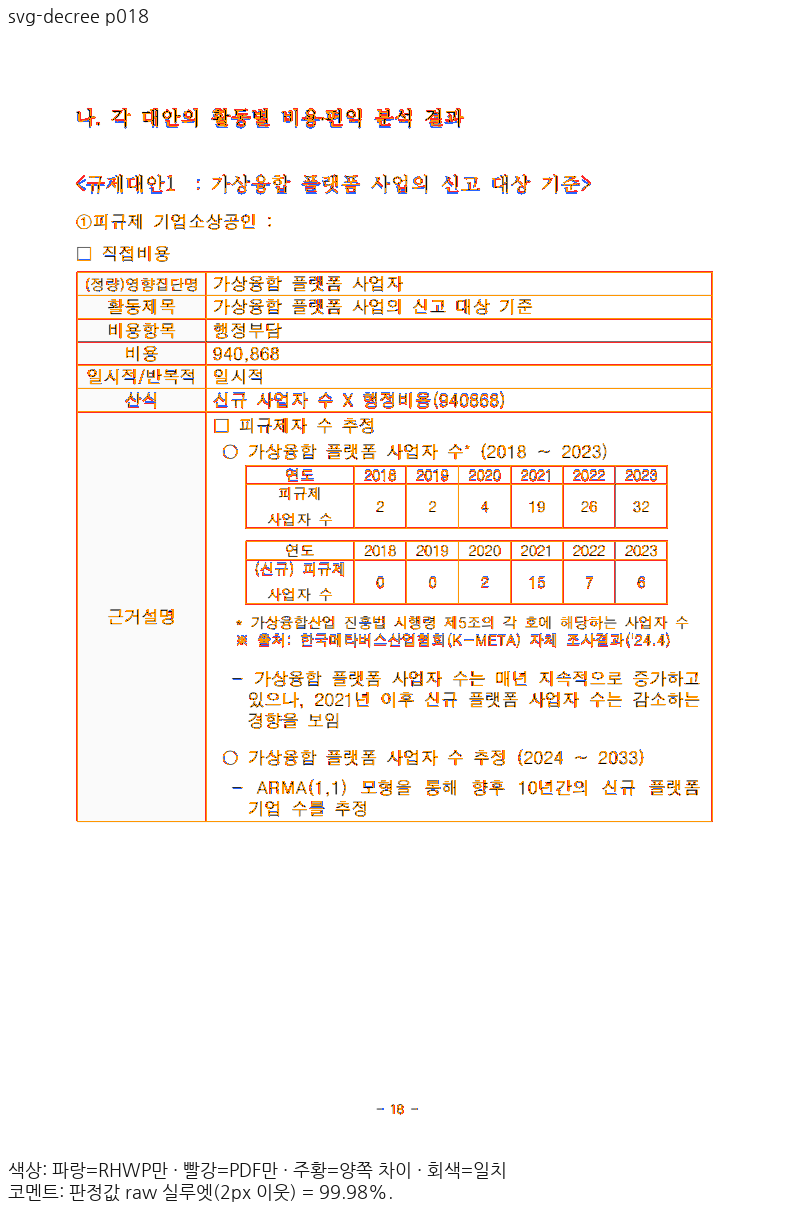 svg-decree p018
나. 각 대안의 활동별 비용·편익 분석 결과
<규제대안1 : 가상융합 플랫폼 사업의 신고 대상 기준>
①피규제 기업소상공인 :
□ 직접비용
(정량)영향집단명 가상융합 플랫폼 사업자
활동제목 가상융합 플랫폼 사업의 신고 대상 기준
비용항목 행정부담
비용 940,868
일시적/반복적 일시적
산식 신규 사업자 수 X 행정비용(940868)
근거설명
□ 피규제자 수 추정
○ 가상융합 플랫폼 사업자 수* (2018 ~ 2023)
연도 2018 2019 2020 2021 2022 2023
피규제
사업자 수 2 2 4 19 26 32
연도 2018 2019 2020 2021 2022 2023
(신규) 피규제
사업자 수 0 0 2 15 7 6
* 가상융합산업 진흥법 시행령 제5조의 각 호에 해당하는 사업자 수
※ 출처: 한국메타버스산업협회(K-META) 자체 조사결과('24.4)
- 가상융합 플랫폼 사업자 수는 매년 지속적으로 증가하고
있으나, 2021년 이후 신규 플랫폼 사업자 수는 감소하는
경향을 보임
○ 가상융합 플랫폼 사업자 수 추정 (2024 ~ 2033)
- ARMA(1,1) 모형을 통해 향후 10년간의 신규 플랫폼
기업 수를 추정
- 18 -
색상: 파랑=RHWP만 · 빨강=PDF만 · 주황=양쪽 차이 · 회색=일치
코멘트: 판정값 raw 실루엣(2px 이웃) = 99.98%.